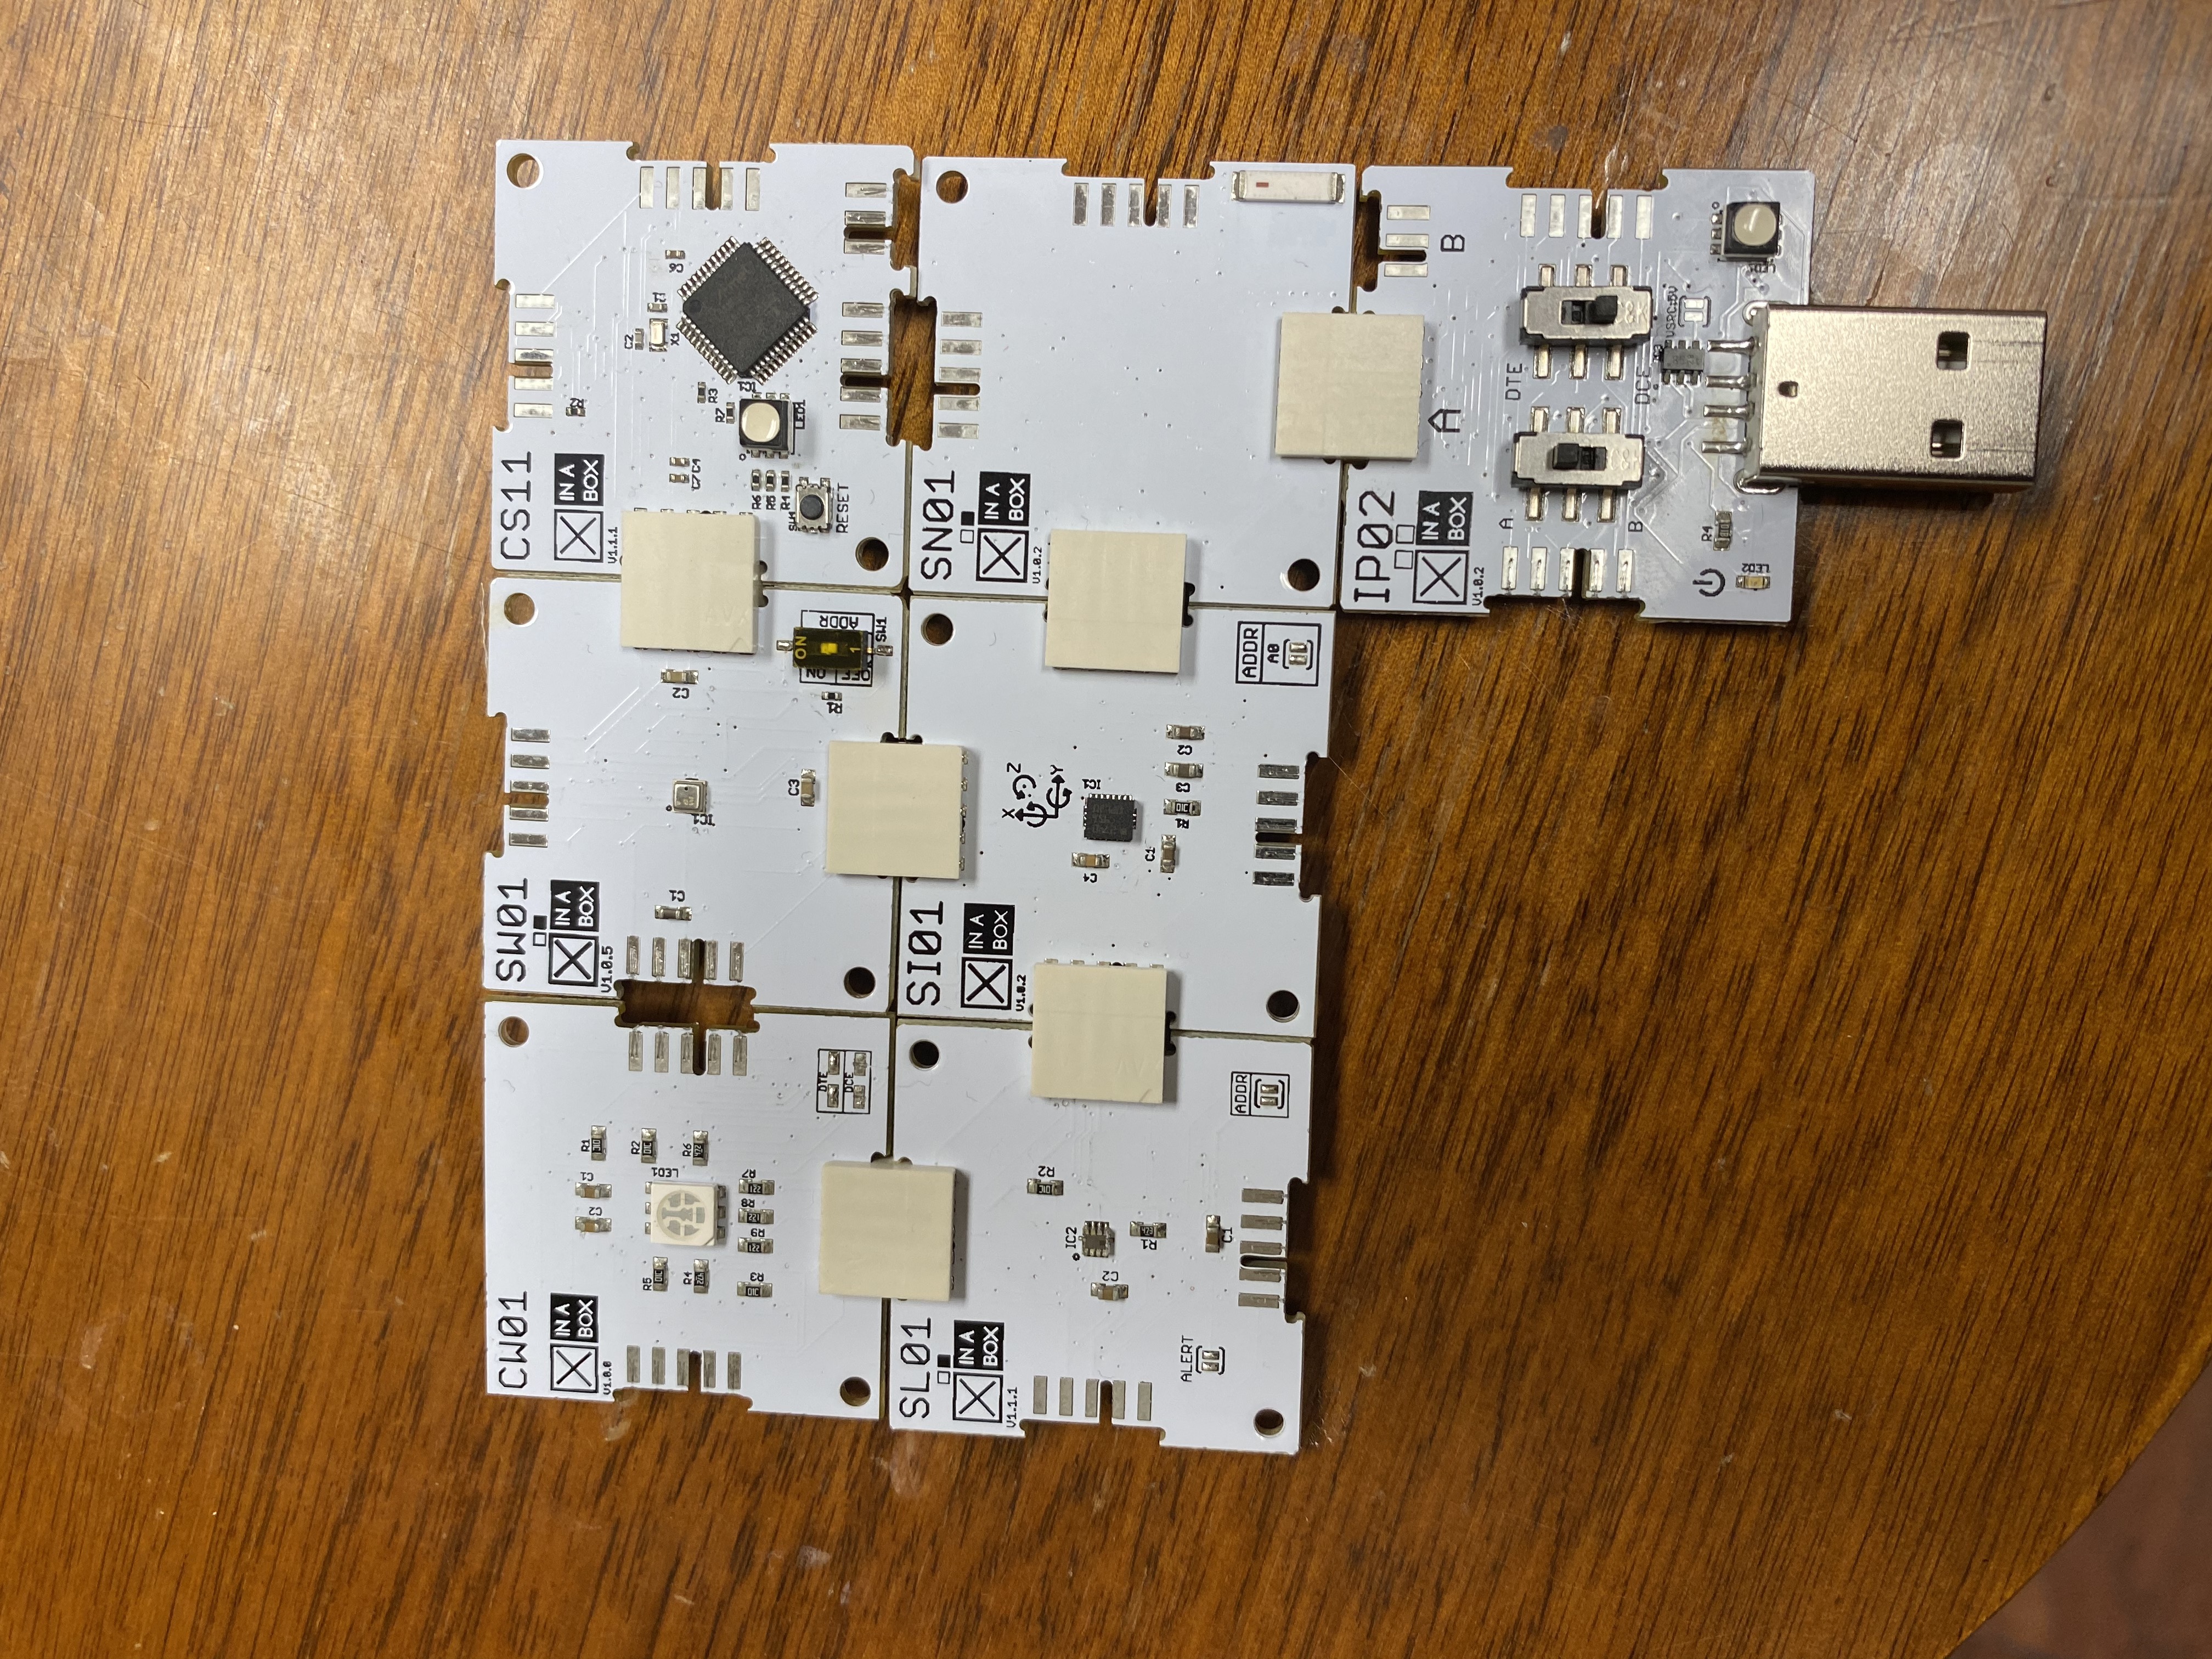 CW01
IN A
BOX
V1.0.0
C2
C1
R1
R2
LED1
R5
R4
R6
R3
R9
R8
R7
DTE
DCE
SW01
IN A
BOX
V1.0.5
C1
IC1
C2
C3
R1
ON
1
OFF
ON
ADDR
SW1
CS11
IN A
BOX
V1.1.1
R2
C2
X1
C1
C6
C7
C4
R3
R7
IC1
R6
R5
R4
LED1
SW1
RESET
SL01
IN A
BOX
V1.1.1
R2
IC2
C2
R1
ALERT
C1
ADDR
SI01
IN A
BOX
V1.0.2
X
Z
Y
C4
IC1
C1
R1
C3
C2
ADDR
A0
SN01
IN A
BOX
V1.0.2
IP02
IN A
BOX
V1.0.2
A
B
A
DTE
B
DCE
VSRC:5V
R4
LED2